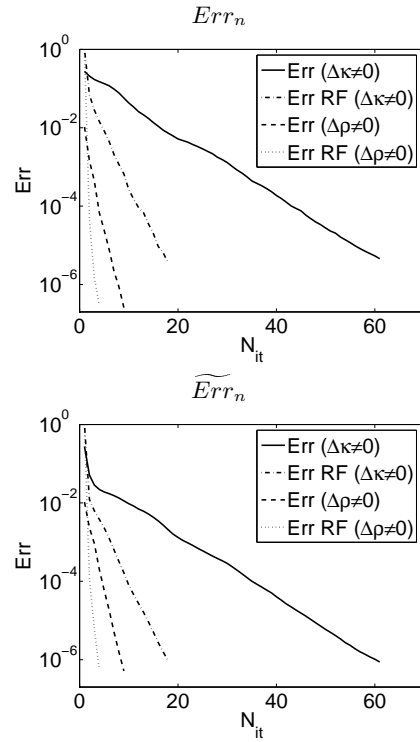 Err_n
10^0
10^-2
10^-4
10^-6
Err
Err (Δκ≠0)
Err RF (Δκ≠0)
Err (Δρ≠0)
Err RF (Δρ≠0)
0 20 40 60
N_it
\widetilde{Err}_n
10^0
10^-2
10^-4
10^-6
Err
Err (Δκ≠0)
Err RF (Δκ≠0)
Err (Δρ≠0)
Err RF (Δρ≠0)
0 20 40 60
N_it